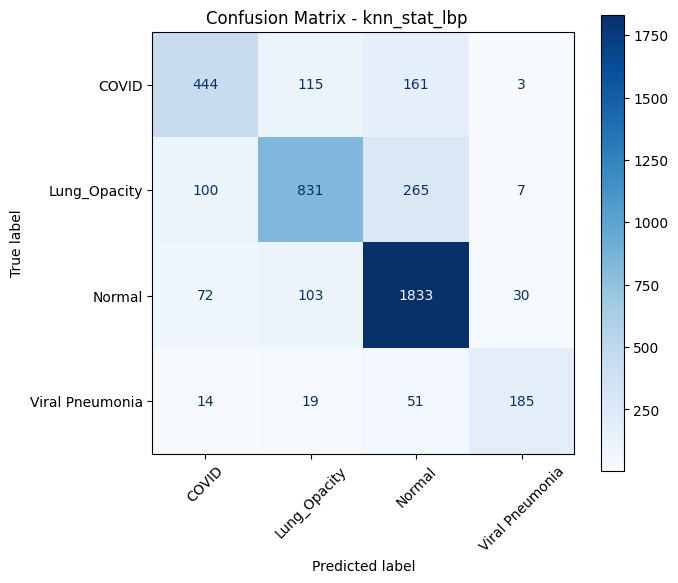 Confusion Matrix - knn_stat_lbp
True label
COVID 444 115 161 3
Lung_Opacity 100 831 265 7
Normal 72 103 1833 30
Viral Pneumonia 14 19 51 185
COVID Lung_Opacity Normal Viral Pneumonia
Predicted label
1750
1500
1250
1000
750
500
250